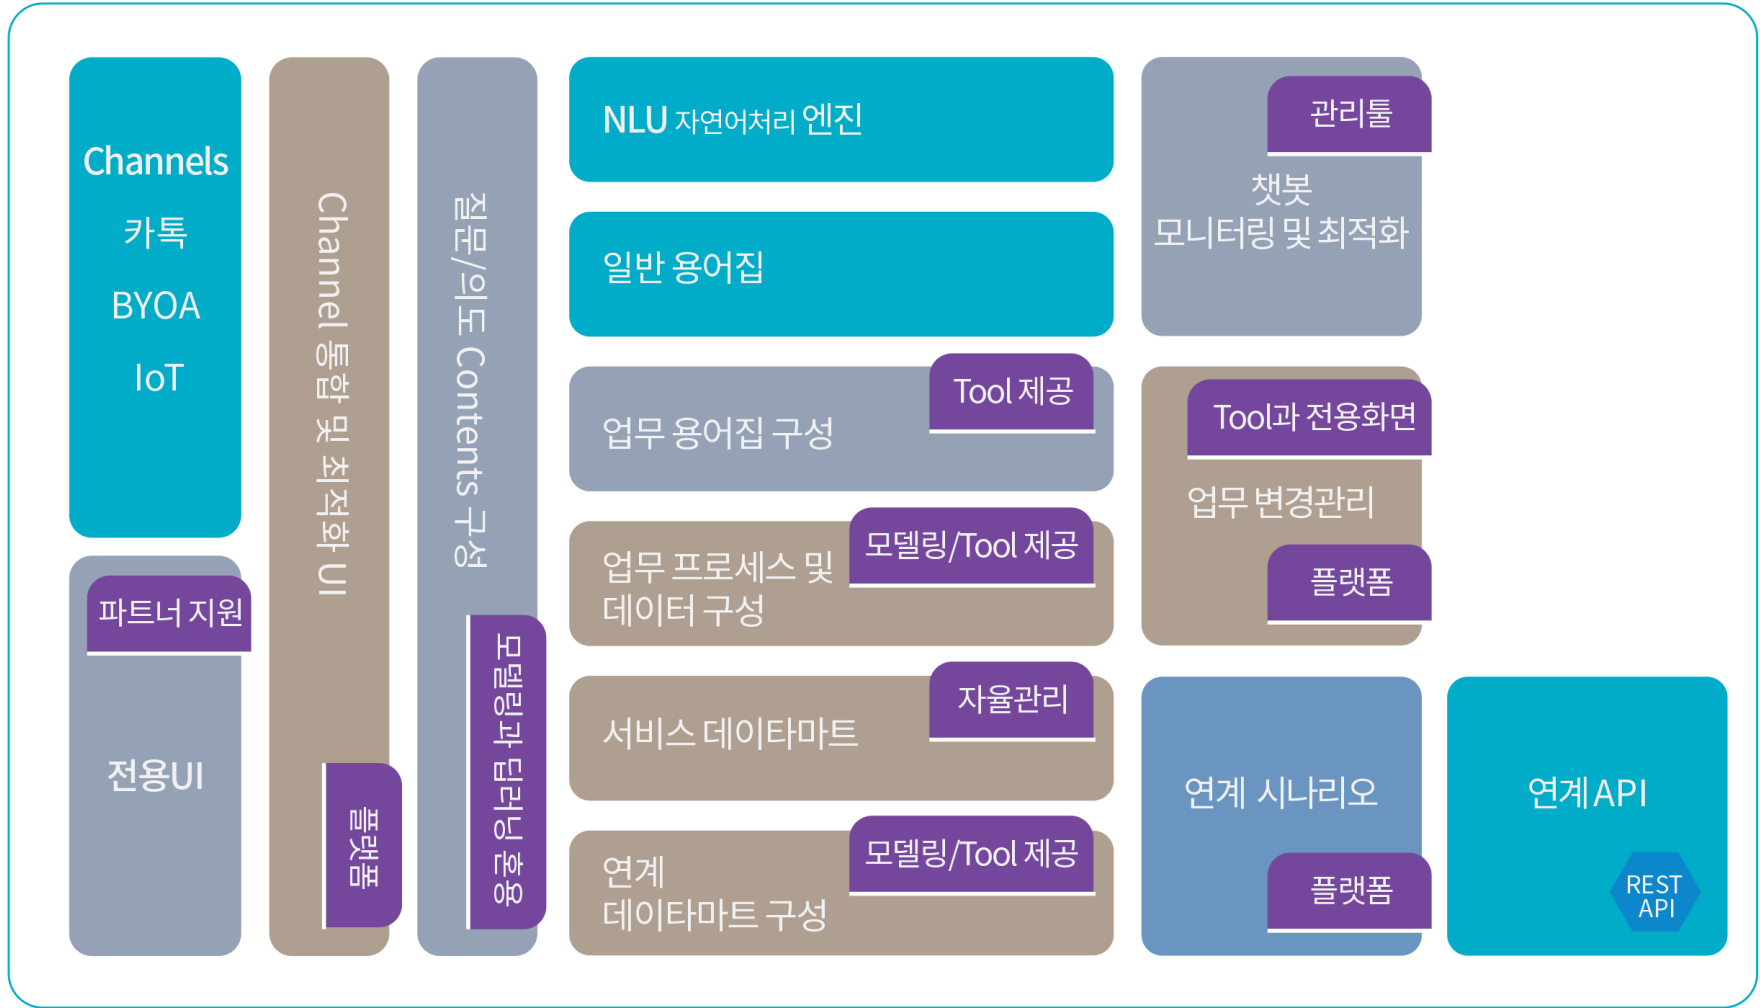 Channels
카톡
BYOA
IoT
파트너 지원
전용UI
Channel 통합 및 최적화 UI
플랫폼
질문/의도 Contents 구성
모델링과 딥러닝 혼용
NLU 자연어처리 엔진
일반 용어집
Tool 제공
업무 용어집 구성
모델링/Tool 제공
업무 프로세스 및
데이터 구성
자율관리
서비스 데이타마트
모델링/Tool 제공
연계
데이타마트 구성
관리툴
챗봇
모니터링 및 최적화
Tool과 전용화면
업무 변경관리
플랫폼
연계 시나리오
플랫폼
연계 API
REST
API